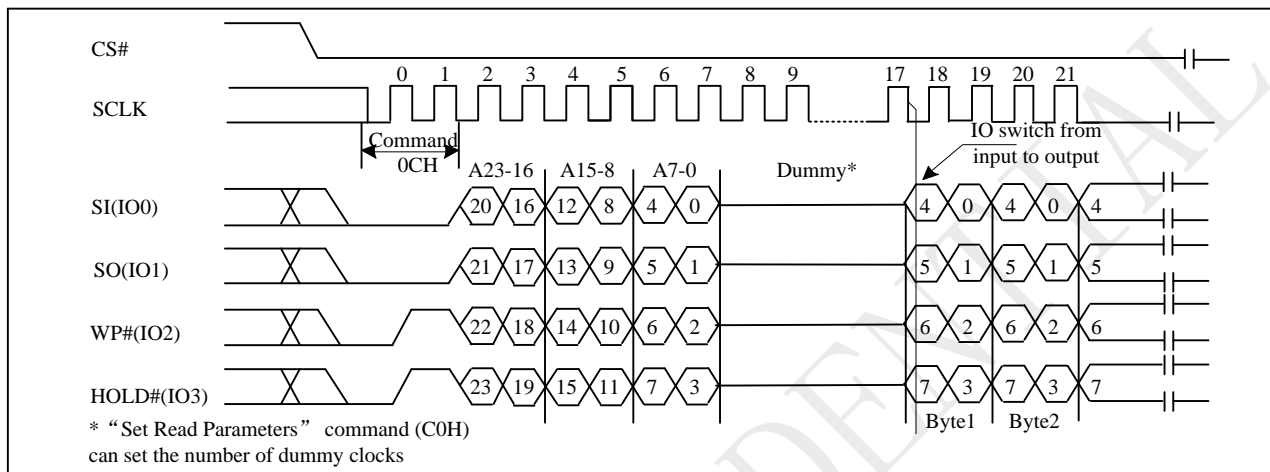 CS#
0 1 2 3 4 5 6 7 8 9 17 18 19 20 21
SCLK
Command
0CH
IO switch from
input to output
A23-16 A15-8 A7-0 Dummy*
SI(IO0) 20 16 12 8 4 0 4 0 4 0 4
SO(IO1) 21 17 13 9 5 1 5 1 5 1 5
WP#(IO2) 22 18 14 10 6 2 6 2 6 2 6
HOLD#(IO3) 23 19 15 11 7 3 7 3 7 3 7
Byte1 Byte2
* “Set Read Parameters” command (C0H)
can set the number of dummy clocks